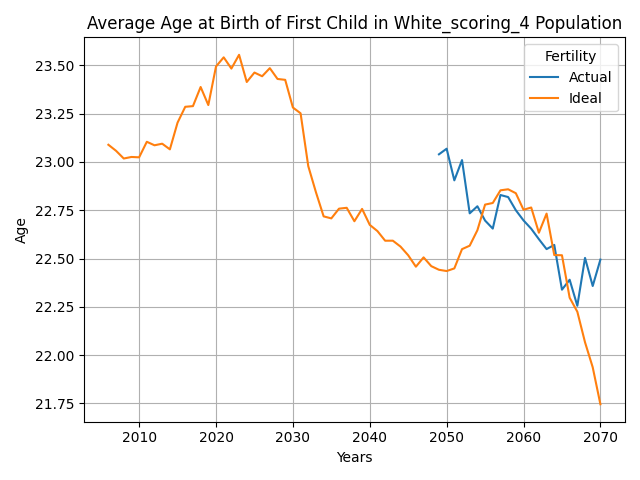 Average Age at Birth of First Child in White_scoring_4 Population
Fertility
Actual
Ideal
23.50
23.25
23.00
22.75
22.50
22.25
22.00
21.75
Age
2010 2020 2030 2040 2050 2060 2070
Years